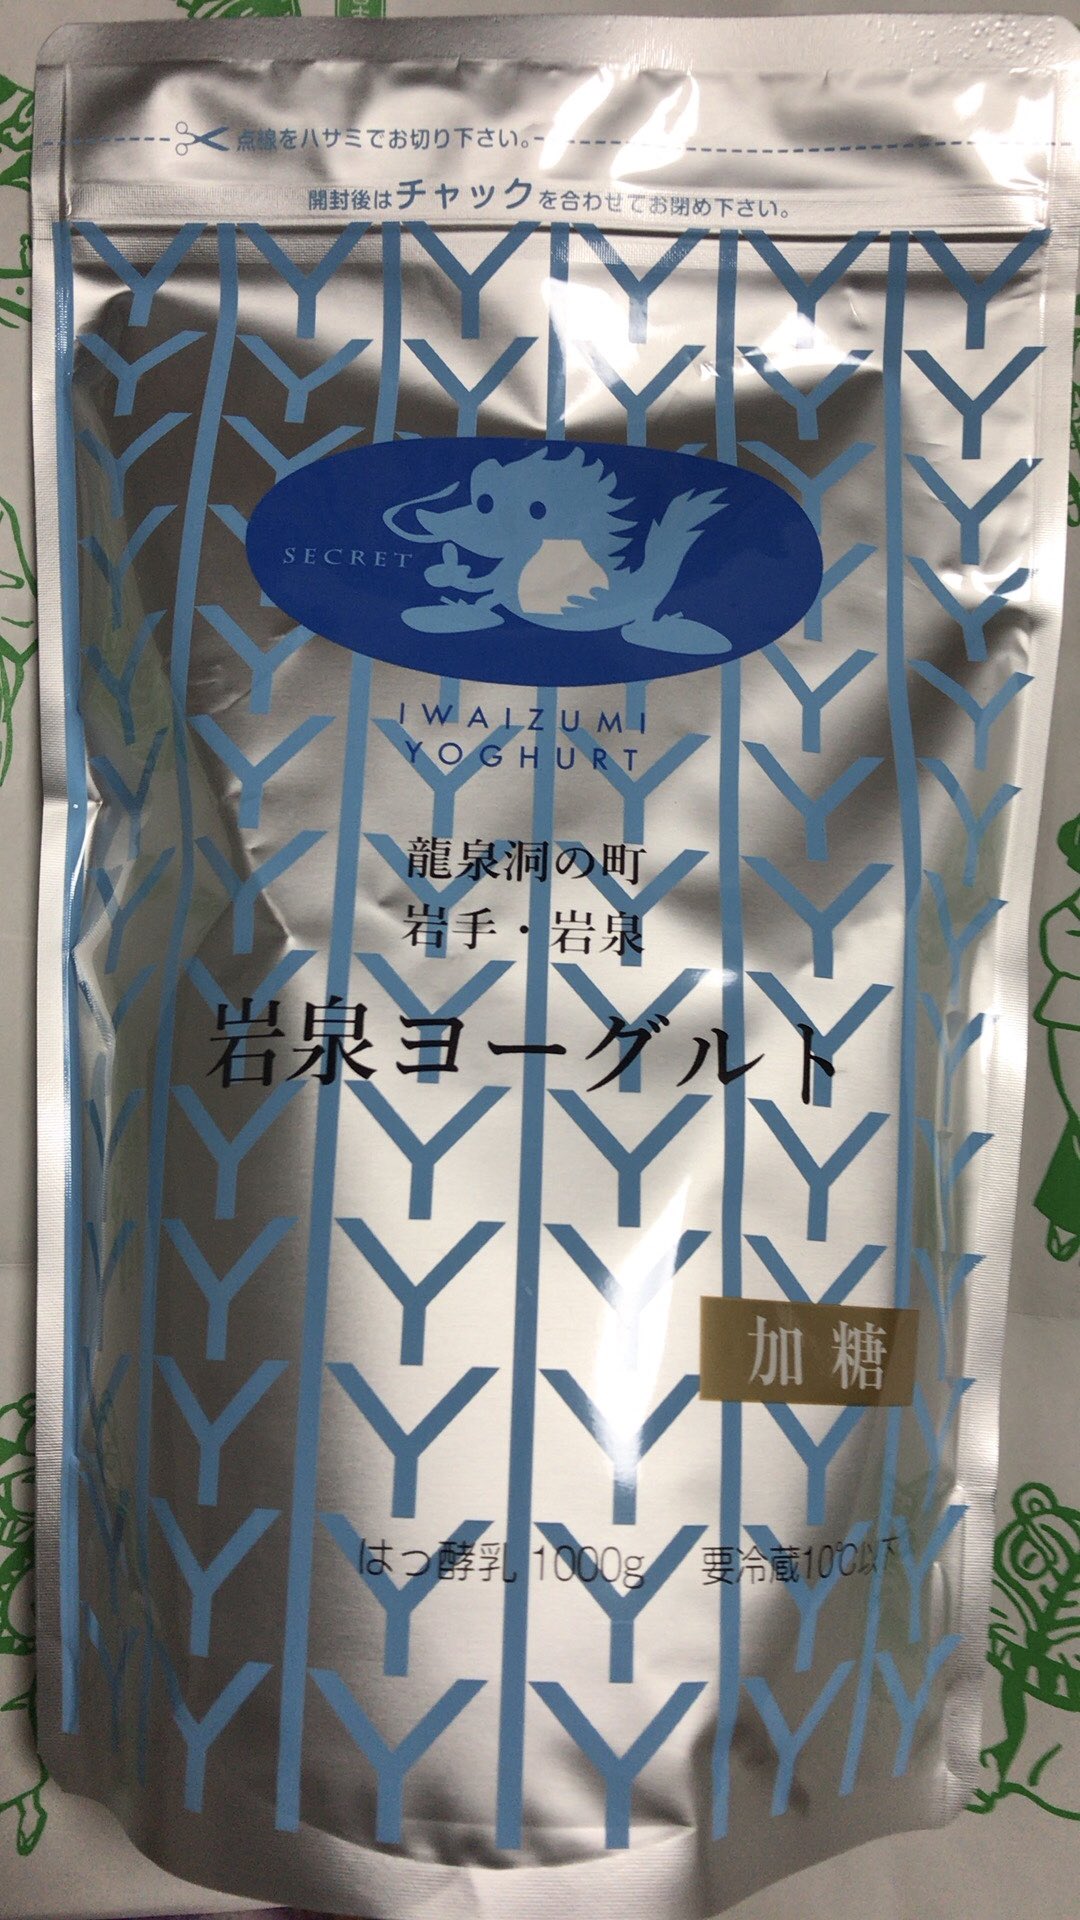 点線をハサミでお切り下さい。
開封後はチャックを合わせてお閉め下さい。
SECRET
IWAIZUMI
YOGHURT
龍泉洞の町
岩手・岩泉
岩泉ヨーグルト
加糖
はっ酵乳 1000g 要冷蔵10℃以下